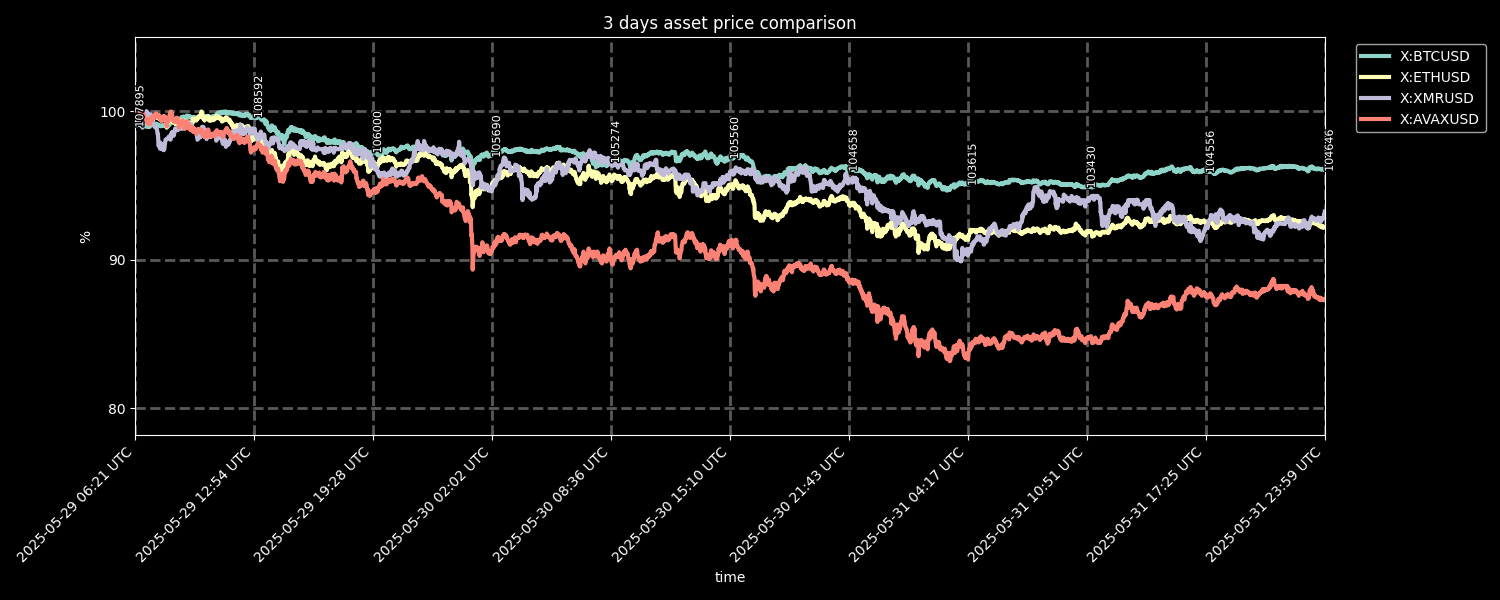 3 days asset price comparison
X:BTCUSD
X:ETHUSD
X:XMRUSD
X:AVAXUSD
107895
108592
106000
105690
105274
105560
104658
103615
103430
104556
104646
100
90
80
%
2025-05-29 06:21 UTC
2025-05-29 12:54 UTC
2025-05-29 19:28 UTC
2025-05-30 02:02 UTC
2025-05-30 08:36 UTC
2025-05-30 15:10 UTC
2025-05-30 21:43 UTC
2025-05-31 04:17 UTC
2025-05-31 10:51 UTC
2025-05-31 17:25 UTC
2025-05-31 23:59 UTC
time